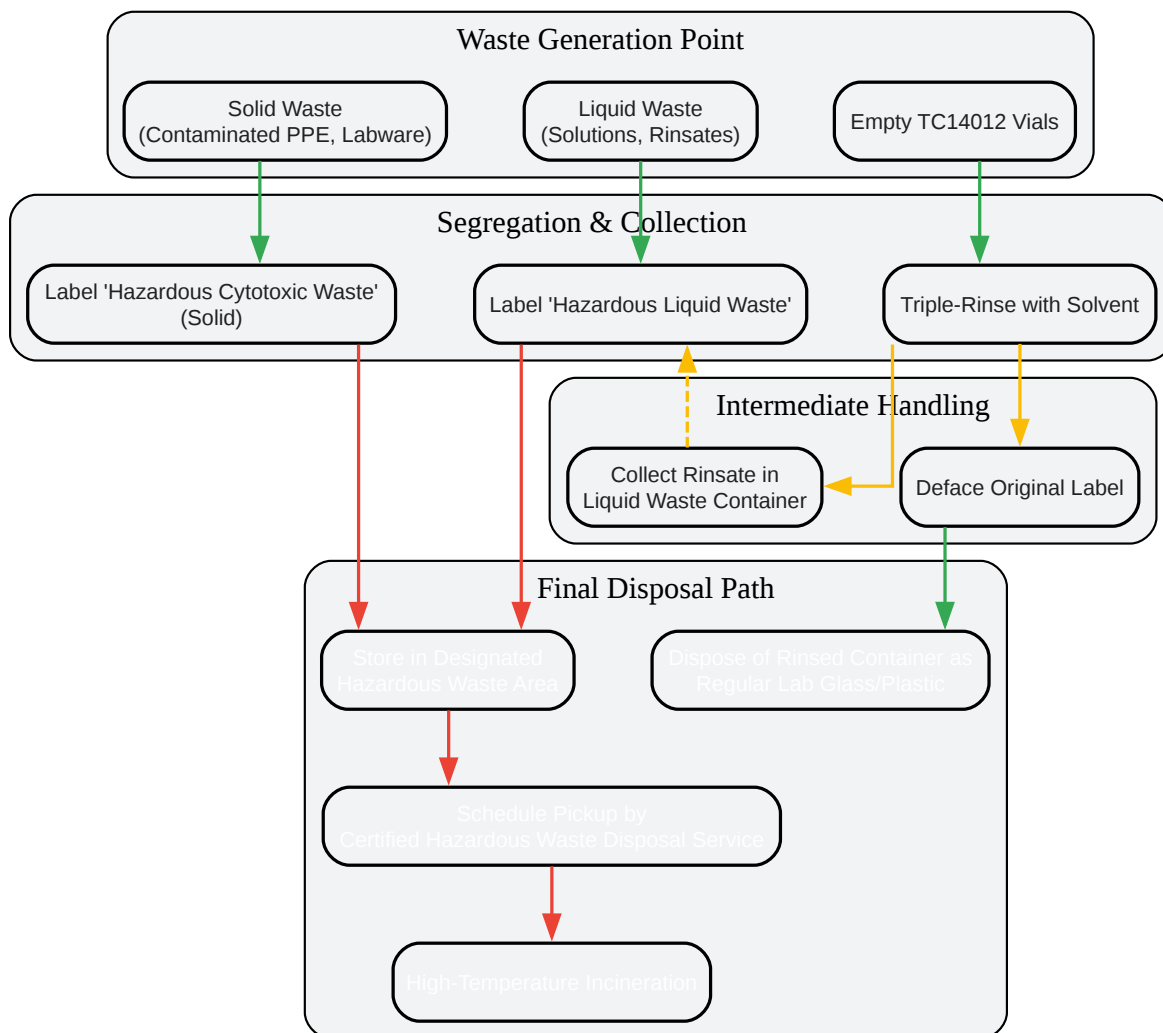 Waste Generation Point
Solid Waste
(Contaminated PPE, Labware)
Liquid Waste
(Solutions, Rinsates)
Empty TC14012 Vials
Segregation & Collection
Label 'Hazardous Cytotoxic Waste'
(Solid)
Label 'Hazardous Liquid Waste'
Triple-Rinse with Solvent
Intermediate Handling
Collect Rinsate in
Liquid Waste Container
Deface Original Label
Final Disposal Path
Store in Designated
Hazardous Waste Area
Dispose of Rinsed Container as
Regular Lab Glass/Plastic
Schedule Pickup by
Certified Hazardous Waste Disposal Service
High-Temperature Incineration